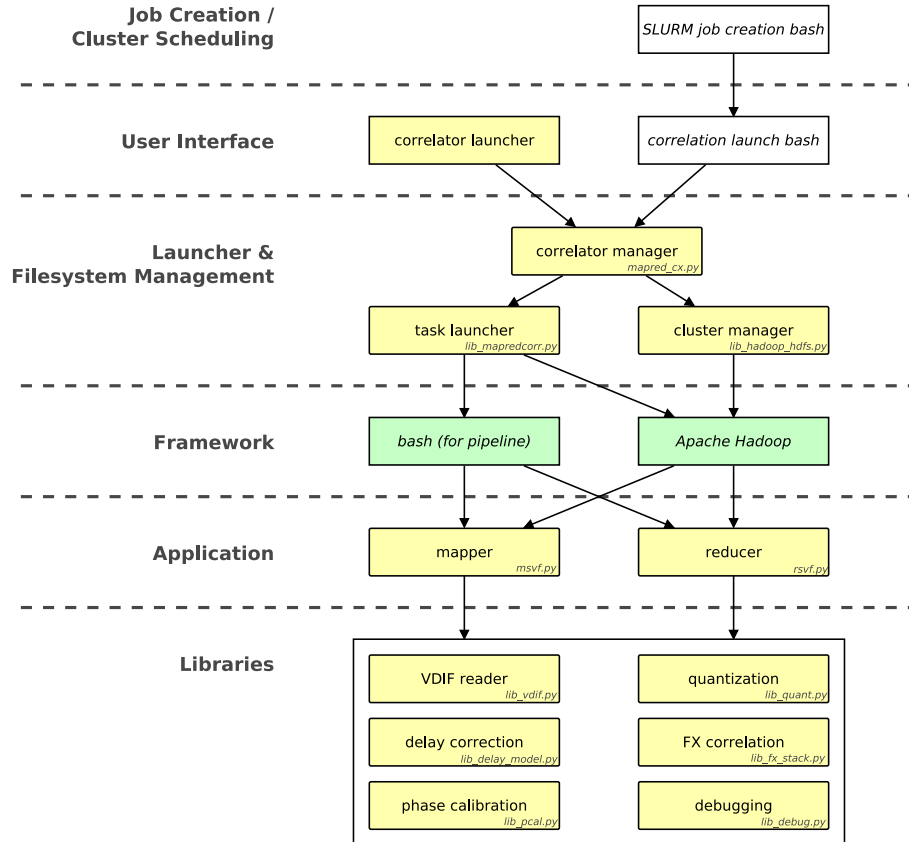 Job Creation /
Cluster Scheduling
SLURM job creation bash
User Interface
correlator launcher
correlation launch bash
Launcher &
Filesystem Management
correlator manager
mapred_cx.py
task launcher
lib_mapredcorr.py
cluster manager
lib_hadoop_hdfs.py
Framework
bash (for pipeline)
Apache Hadoop
Application
mapper
msvf.py
reducer
rsvf.py
Libraries
VDIF reader
lib_vdif.py
quantization
lib_quant.py
delay correction
lib_delay_model.py
FX correlation
lib_fx_stack.py
phase calibration
lib_pcal.py
debugging
lib_debug.py